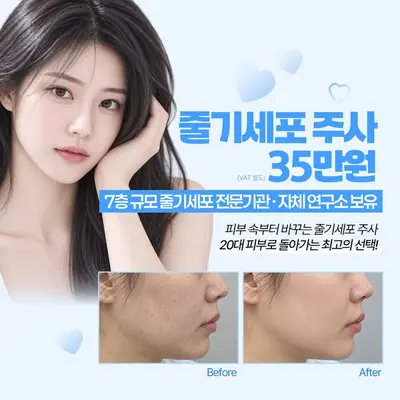 줄기세포 주사
(VAT 별도) 35만원
7층 규모 줄기세포 전문기관 · 자체 연구소 보유
피부 속부터 바꾸는 줄기세포 주사
20대 피부로 돌아가는 최고의 선택!
Before
After